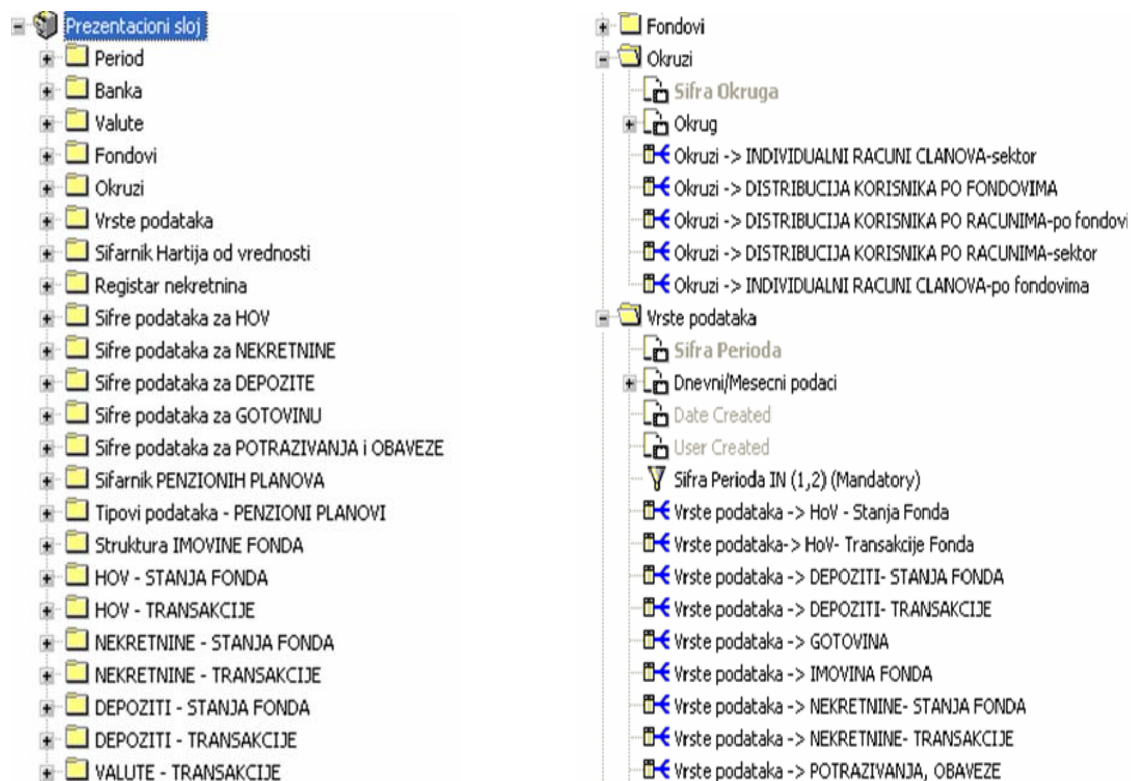 Prezentacioni sloj
Period
Banka
Valute
Fondovi
Okruzi
Vrste podataka
Sifarnik Hartija od vrednosti
Registar nekretnina
Sifre podataka za HOV
Sifre podataka za NEKRETNINE
Sifre podataka za DEPOZITE
Sifre podataka za GOTOVINU
Sifre podataka za POTRAZIVANJA i OBAVEZE
Sifarnik PENZIONIH PLANOVA
Tipovi podataka - PENZIONI PLANOVI
Struktura IMOVINE FONDA
HOV - STANJA FONDA
HOV - TRANSAKCIJE
NEKRETNINE - STANJA FONDA
NEKRETNINE - TRANSAKCIJE
DEPOZITI - STANJA FONDA
DEPOZITI - TRANSAKCIJE
VALUTE - TRANSAKCIJE
Fondovi
Okruzi
Sifra Okruga
Okrug
Okruzi -> INDIVIDUALNI RACUNI CLANOVA-sektor
Okruzi -> DISTRIBUCIJA KORISNIKA PO FONDOVIMA
Okruzi -> DISTRIBUCIJA KORISNIKA PO RACUNIMA-po fondovi
Okruzi -> DISTRIBUCIJA KORISNIKA PO RACUNIMA-sektor
Okruzi -> INDIVIDUALNI RACUNI CLANOVA-po fondovima
Vrste podataka
Sifra Perioda
Dnevni/Mesecni podaci
Date Created
User Created
Sifra Perioda IN (1,2) (Mandatory)
Vrste podataka -> HoV - Stanja Fonda
Vrste podataka-> HoV- Transakcije Fonda
Vrste podataka -> DEPOZITI- STANJA FONDA
Vrste podataka -> DEPOZITI- TRANSAKCIJE
Vrste podataka -> GOTOVINA
Vrste podataka -> IMOVINA FONDA
Vrste podataka -> NEKRETNINE- STANJA FONDA
Vrste podataka -> NEKRETNINE- TRANSAKCIJE
Vrste podataka -> POTRAZIVANJA, OBAVEZE